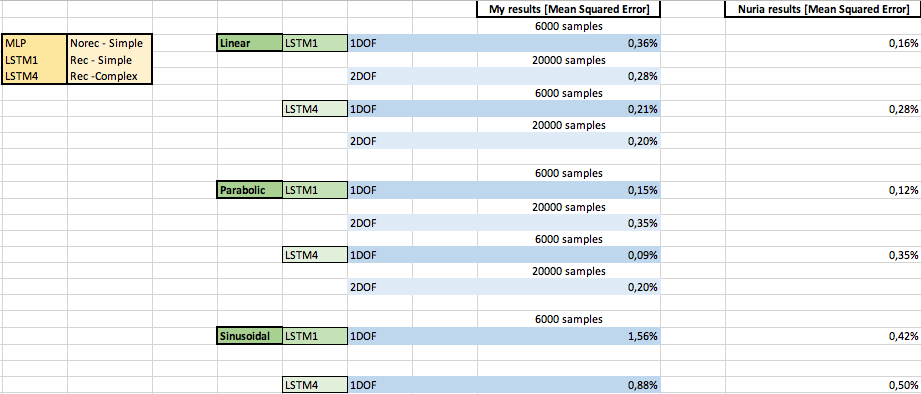 My results [Mean Squared Error] Nuria results [Mean Squared Error]
6000 samples
MLP Norec - Simple Linear LSTM1 1DOF 0,36% 0,16%
LSTM1 Rec - Simple 20000 samples
LSTM4 Rec -Complex 2DOF 0,28%
6000 samples
LSTM4 1DOF 0,21% 0,28%
20000 samples
2DOF 0,20%
6000 samples
Parabolic LSTM1 1DOF 0,15% 0,12%
20000 samples
2DOF 0,35%
6000 samples
LSTM4 1DOF 0,09% 0,35%
20000 samples
2DOF 0,20%
6000 samples
Sinusoidal LSTM1 1DOF 1,56% 0,42%
LSTM4 1DOF 0,88% 0,50%